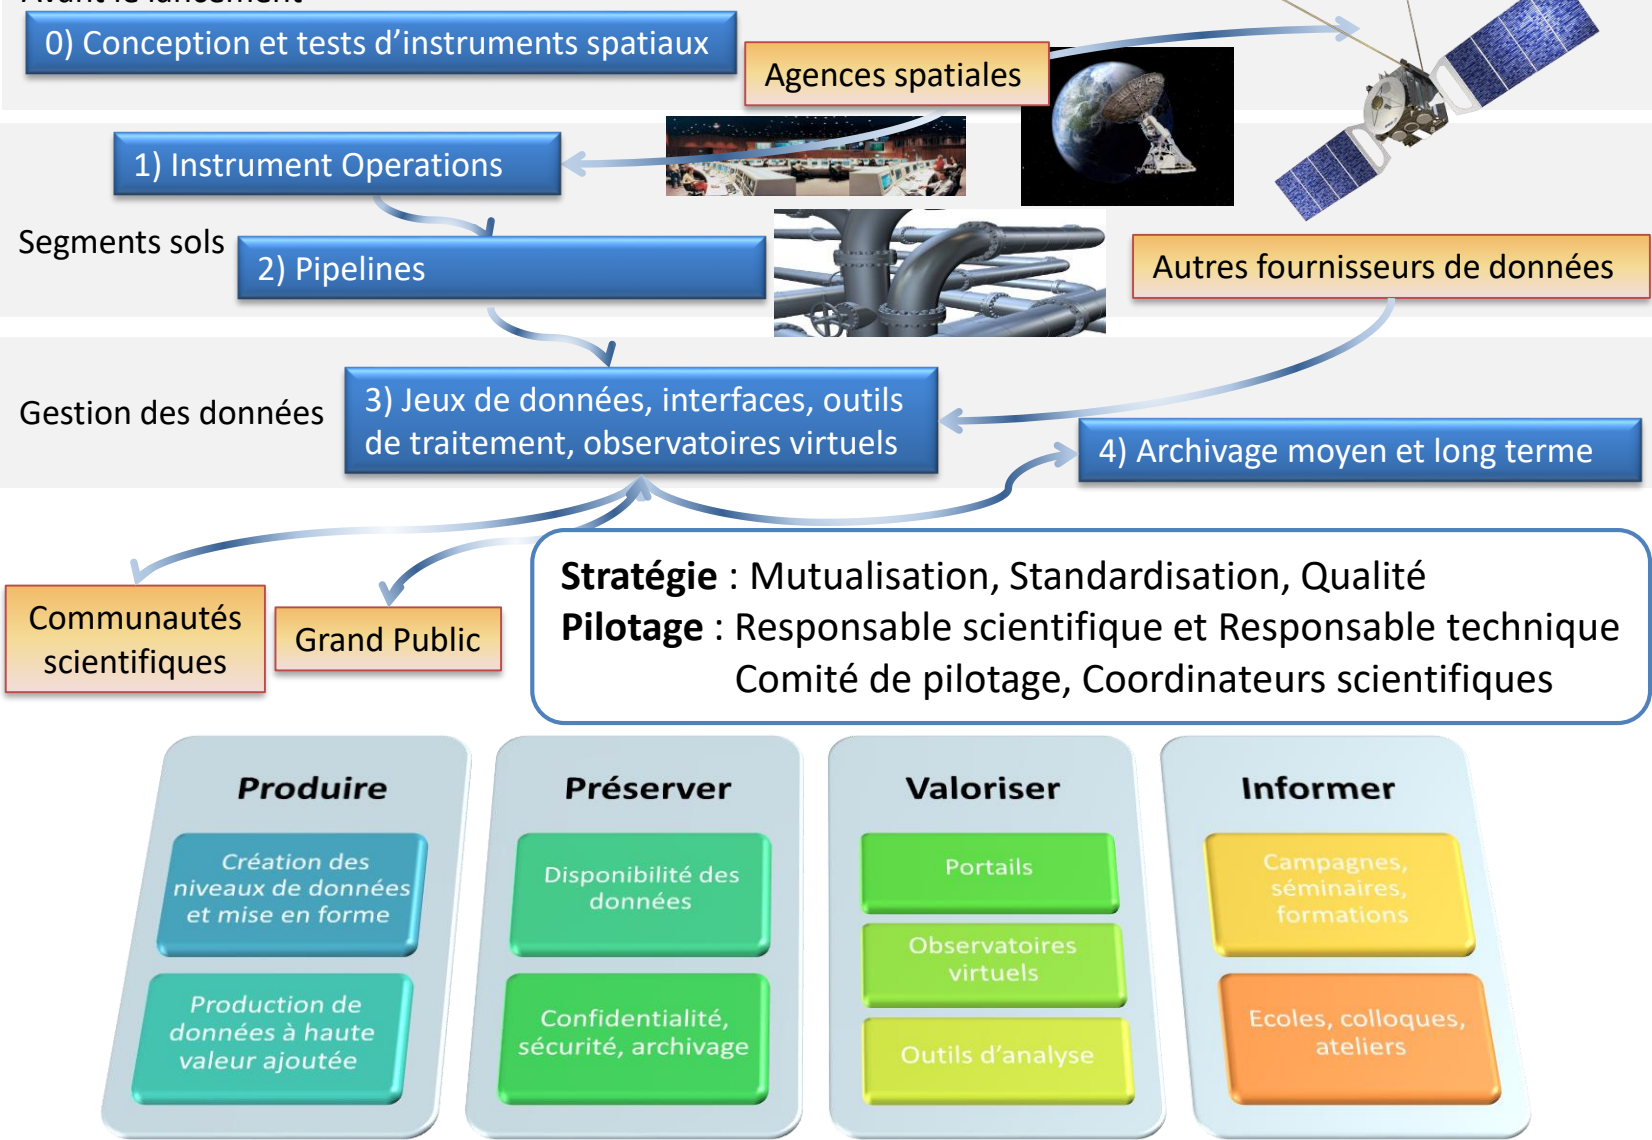 Avant le lancement
0) Conception et tests d’instruments spatiaux
Agences spatiales
1) Instrument Operations
Segments sols
2) Pipelines
Autres fournisseurs de données
Gestion des données
3) Jeux de données, interfaces, outils
de traitement, observatoires virtuels
4) Archivage moyen et long terme
Communautés
scientifiques
Grand Public
Stratégie : Mutualisation, Standardisation, Qualité
Pilotage : Responsable scientifique et Responsable technique
Comité de pilotage, Coordinateurs scientifiques
Produire
Création des
niveaux de données
et mise en forme
Production de
données à haute
valeur ajoutée
Préserver
Disponibilité des
données
Confidentialité,
sécurité, archivage
Valoriser
Portails
Observatoires
virtuels
Outils d’analyse
Informer
Campagnes,
séminaires,
formations
Ecoles, colloques,
ateliers